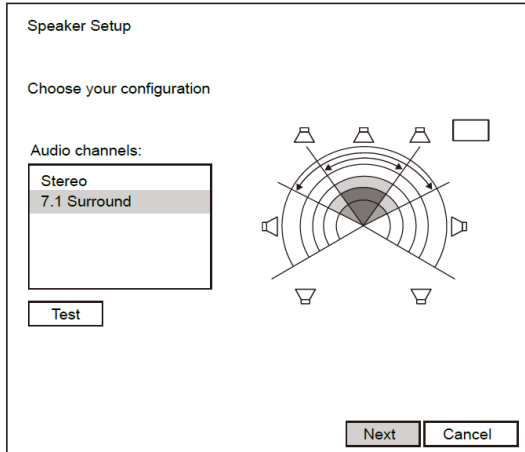 Speaker Setup
Choose your configuration
Audio channels:
Stereo
7.1 Surround
Test
Next
Cancel